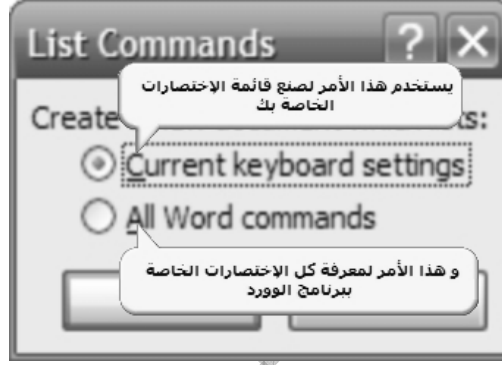 List Commands
يستخدم هذا الأمر لصنع قائمة الإختصارات
الخاصة بك
Create
Current keyboard settings
All Word commands
و هذا الأمر لمعرفة كل الإختصارات الخاصة
ببرنامج الوورد